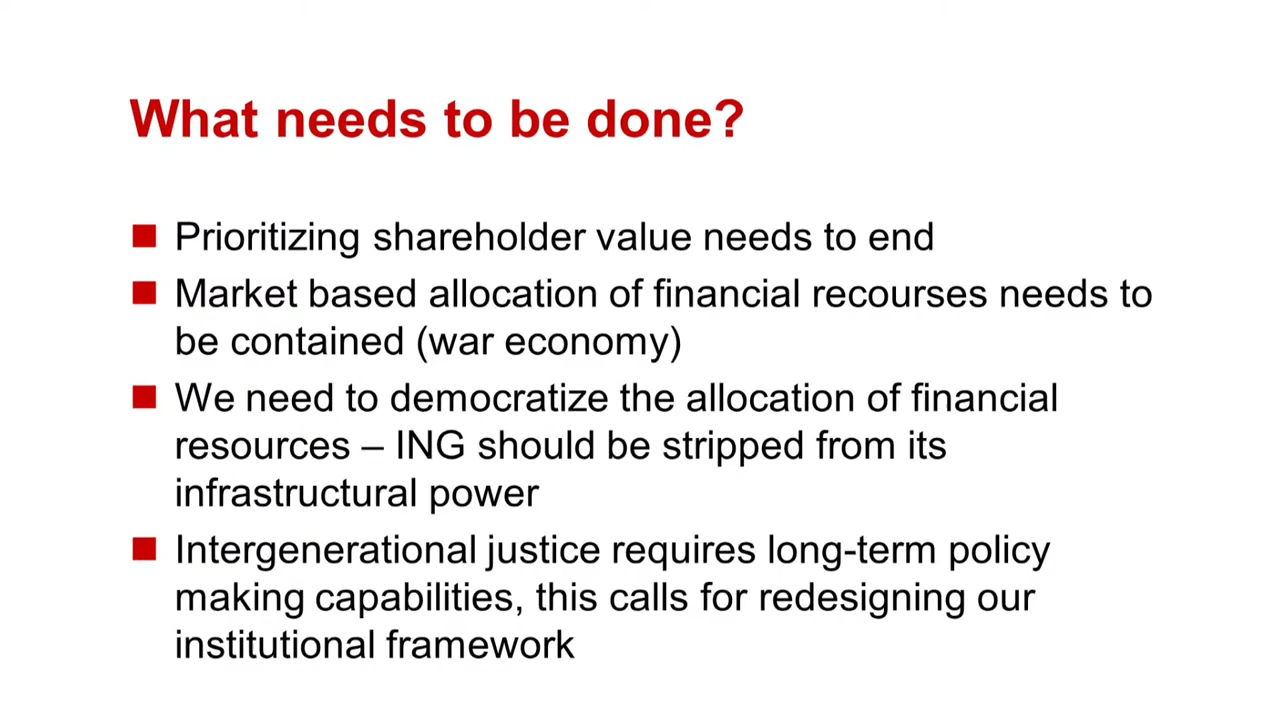 What needs to be done?
Prioritizing shareholder value needs to end
Market based allocation of financial recourses needs to
be contained (war economy)
We need to democratize the allocation of financial
resources – ING should be stripped from its
infrastructural power
Intergenerational justice requires long-term policy
making capabilities, this calls for redesigning our
institutional framework